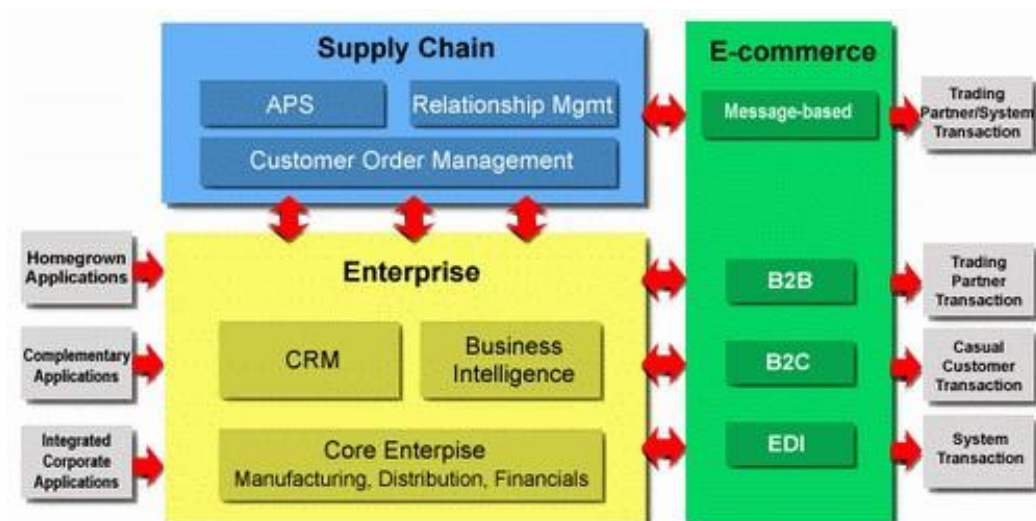 Supply Chain
APS
Relationship Mgmt
Customer Order Management
E-commerce
Message-based
Trading
Partner/System
Transaction
Homegrown
Applications
Enterprise
B2B
Trading
Partner
Transaction
Complementary
Applications
CRM
Business
Intelligence
B2C
Casual
Customer
Transaction
Integrated
Corporate
Applications
Core Enterpise
Manufacturing, Distribution, Financials
EDI
System
Transaction